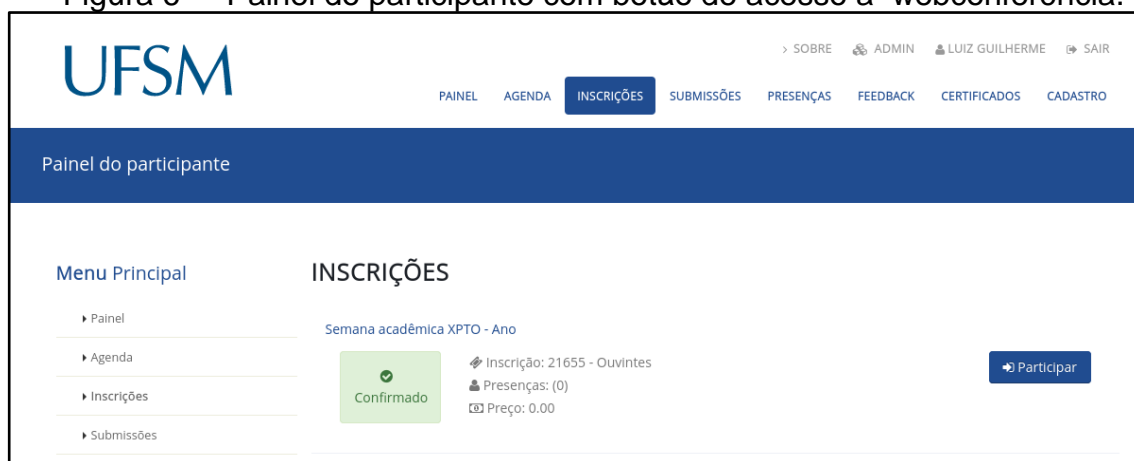 Painel do participante com botão de acesso à webconferência.
UFSM
SOBRE ADMIN LUIZ GUILHERME SAIR
PAINEL AGENDA INSCRIÇÕES SUBMISSÕES PRESENÇAS FEEDBACK CERTIFICADOS CADASTRO
Painel do participante
Menu Principal
Painel
Agenda
Inscrições
Submissões
INSCRIÇÕES
Semana acadêmica XPTO - Ano
Confirmado
Inscrição: 21655 - Ouvintes
Presenças: (0)
Preço: 0.00
Participar